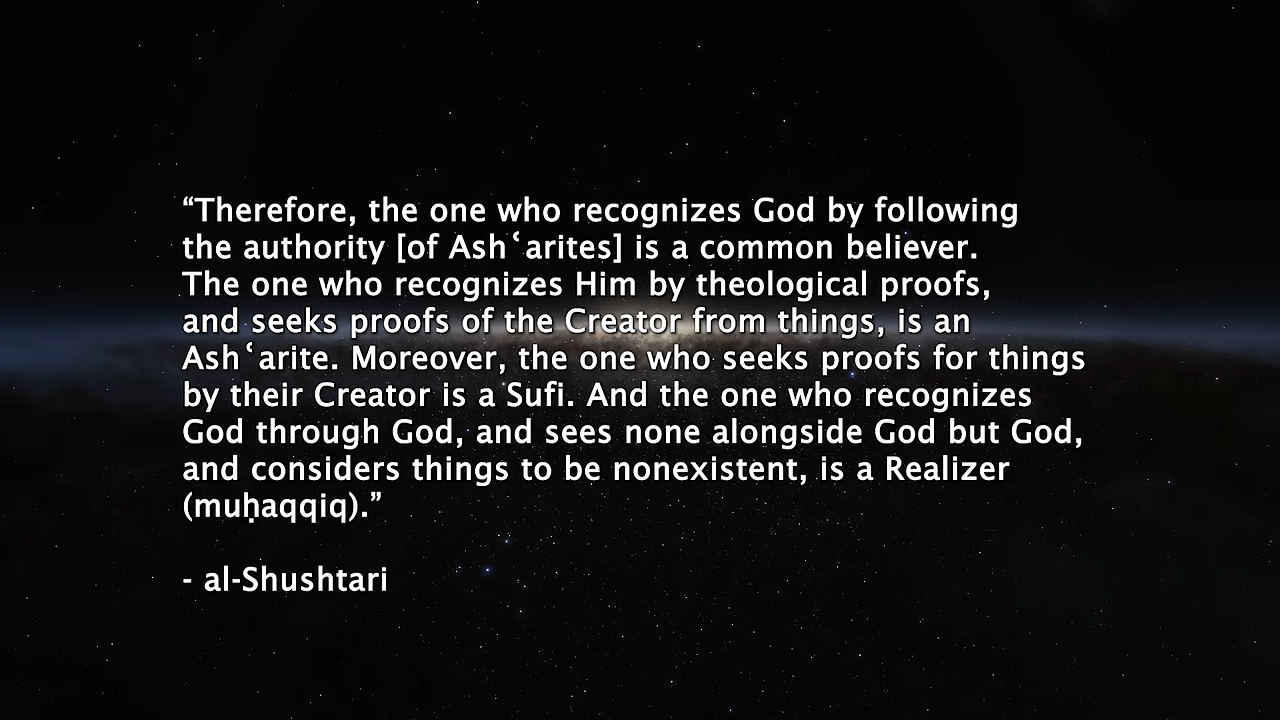 “Therefore, the one who recognizes God by following
the authority [of Ashʿarites] is a common believer.
The one who recognizes Him by theological proofs,
and seeks proofs of the Creator from things, is an
Ashʿarite. Moreover, the one who seeks proofs for things
by their Creator is a Sufi. And the one who recognizes
God through God, and sees none alongside God but God,
and considers things to be nonexistent, is a Realizer
(muḥaqqiq).”
- al-Shushtari